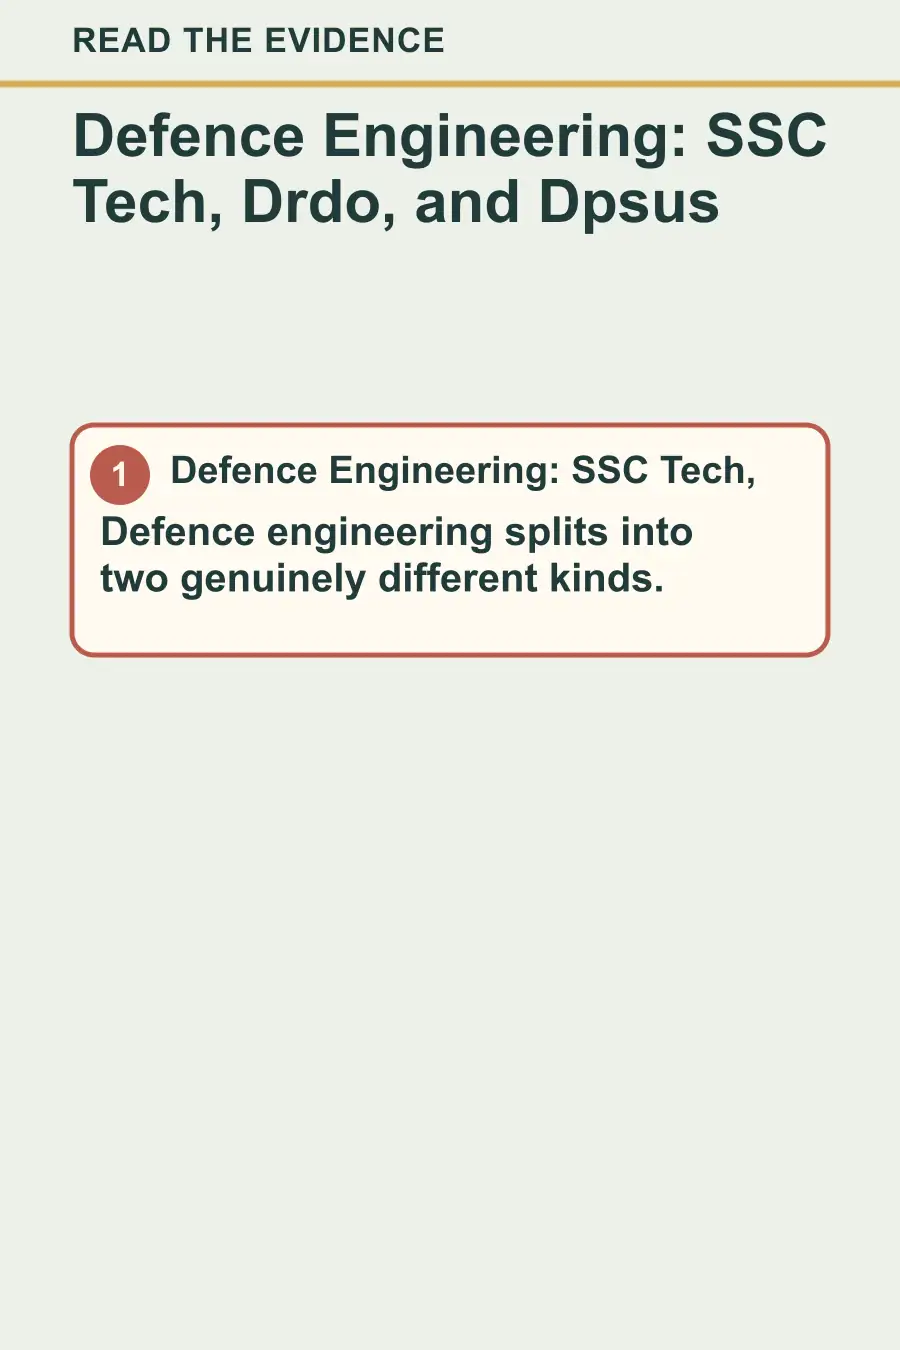 READ THE EVIDENCE
Defence Engineering: SSC
Tech, Drdo, and Dpsus
1 Defence Engineering: SSC Tech,
Defence engineering splits into
two genuinely different kinds.